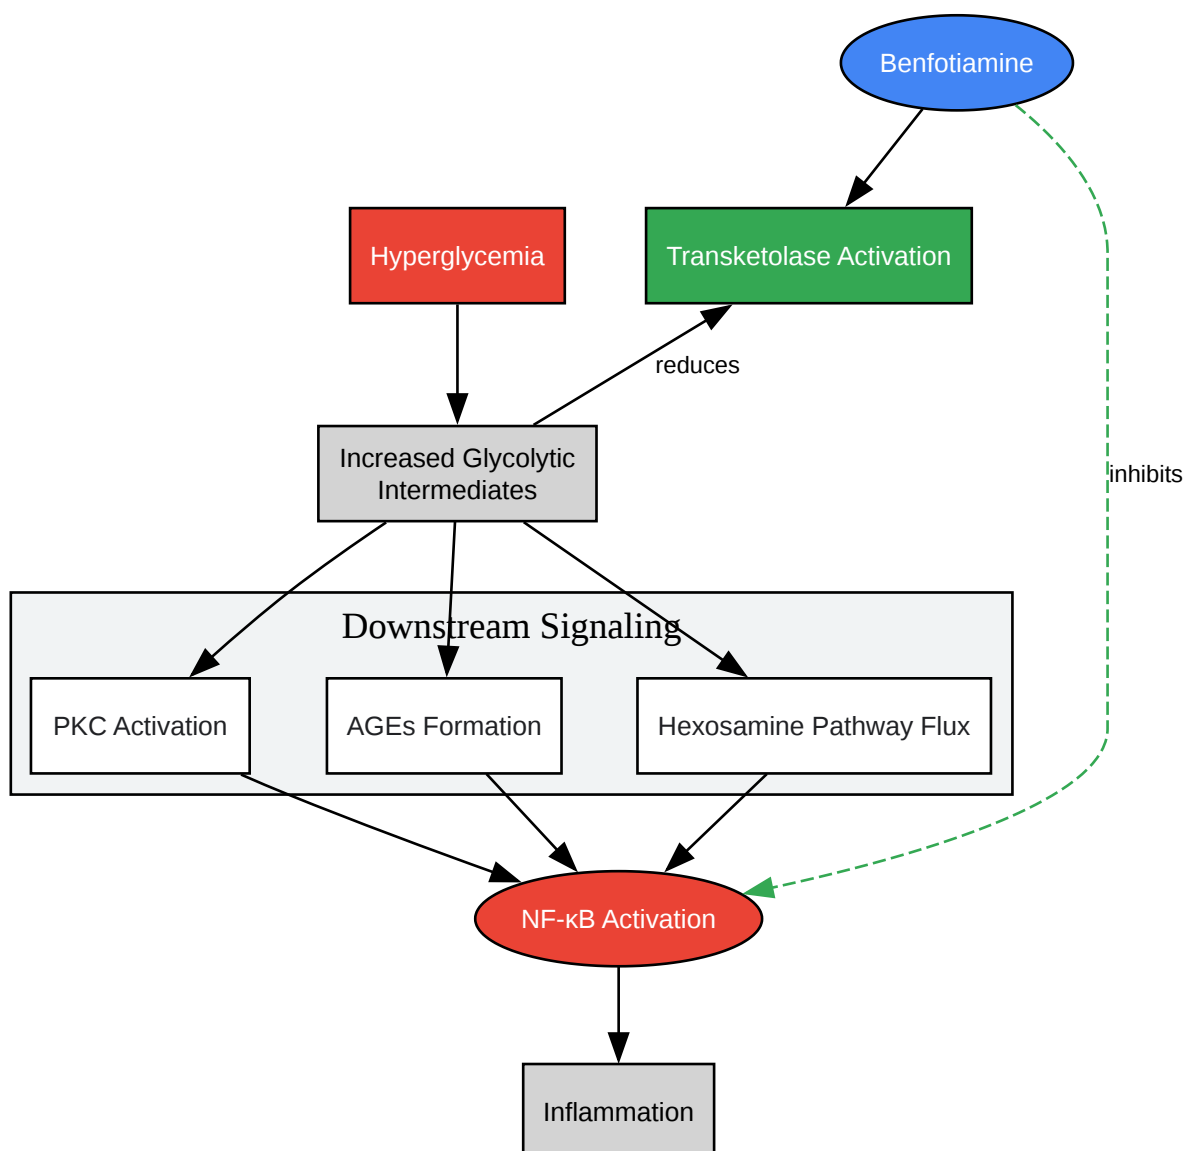 Benfotiamine
Hyperglycemia
Transketolase Activation
reduces
Increased Glycolytic
Intermediates
inhibits
Downstream Signaling
PKC Activation
AGEs Formation
Hexosamine Pathway Flux
NF-κB Activation
Inflammation